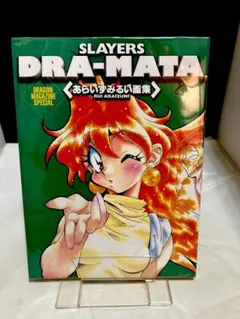 SLAYERS
DRA-MATA
〈あらいずみるい画集〉
RUI ARAIZUMI
DRAGON
MAGAZINE
SPECIAL